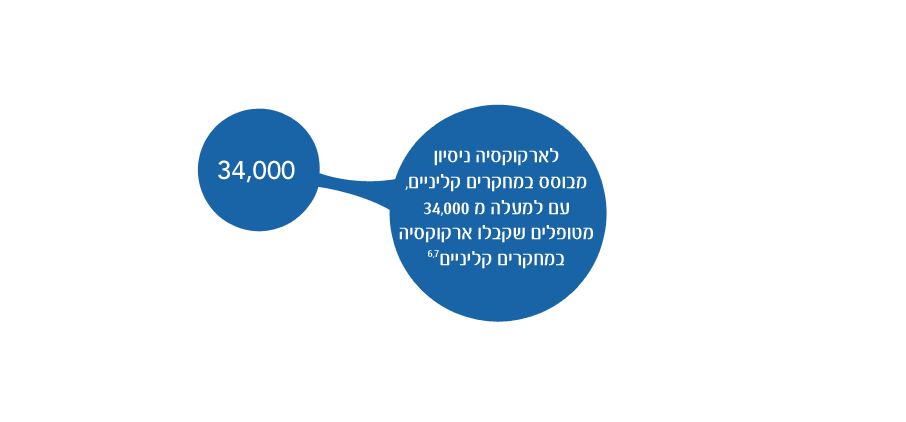 34,000
לארקוקסיה ניסיון
מבוסס במחקרים קליניים,
עם למעלה מ 34,000
מטופלים שקבלו ארקוקסיה
במחקרים קליניים6,7